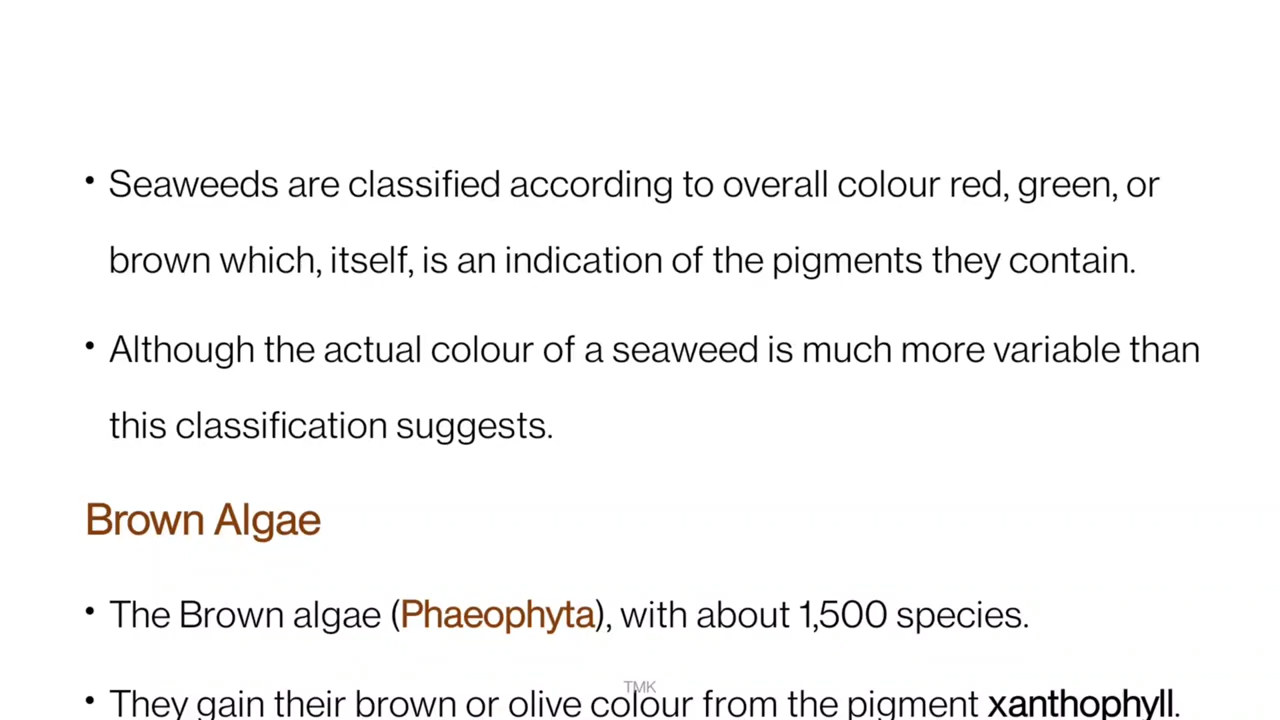 • Seaweeds are classified according to overall colour red, green, or
brown which, itself, is an indication of the pigments they contain.
• Although the actual colour of a seaweed is much more variable than
this classification suggests.
Brown Algae
• The Brown algae (Phaeophyta), with about 1,500 species.
TMK
• They gain their brown or olive colour from the pigment xanthophyll.